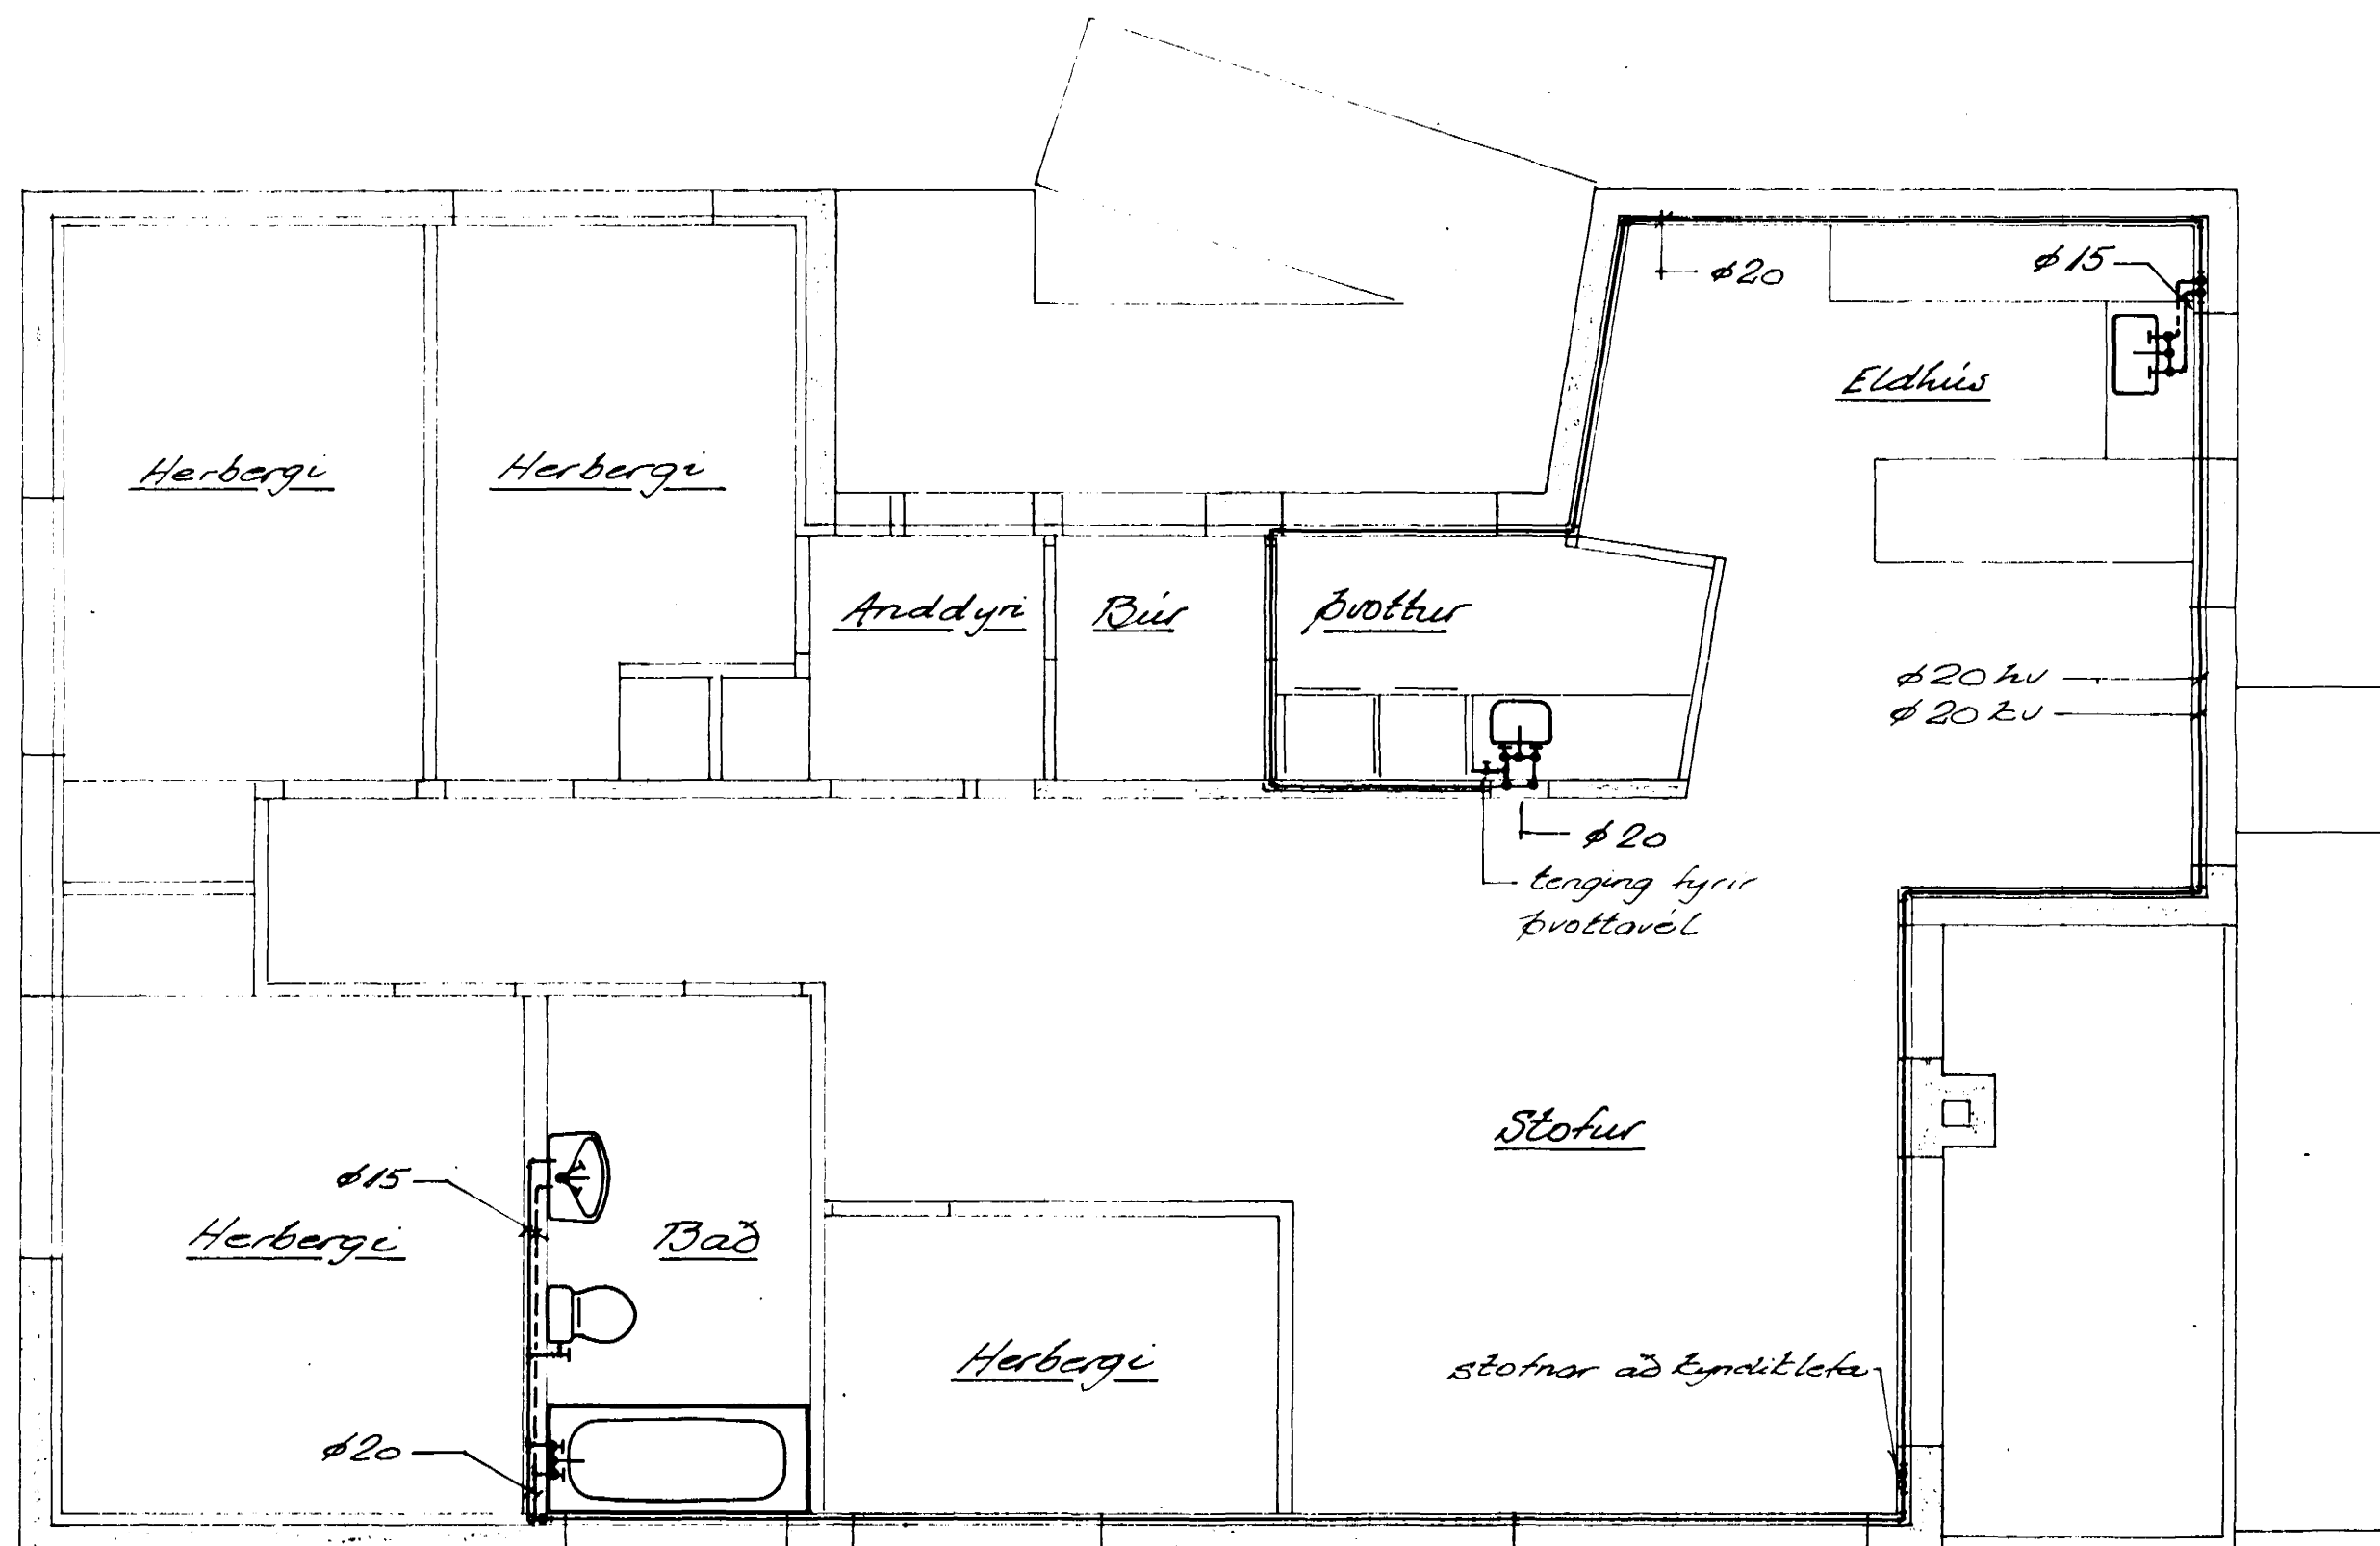 ø20
ø15
Eldhús
Herbergi
Herbergi
Anddyri
Búr
þvottur
ø20 hv
ø20 kv
ø20
tenging fyrir
þvottavél
Stofur
ø15
Herbergi
Bað
Herbergi
stofnar að kyndiklefa
ø20